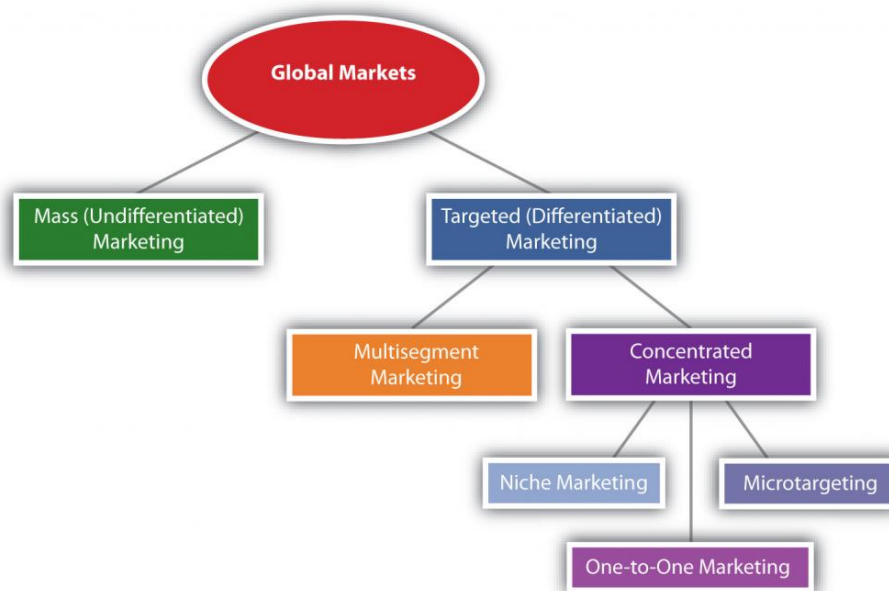 Global Markets
Mass (Undifferentiated)
Marketing
Targeted (Differentiated)
Marketing
Multisegment
Marketing
Concentrated
Marketing
Niche Marketing
Microtargeting
One-to-One Marketing